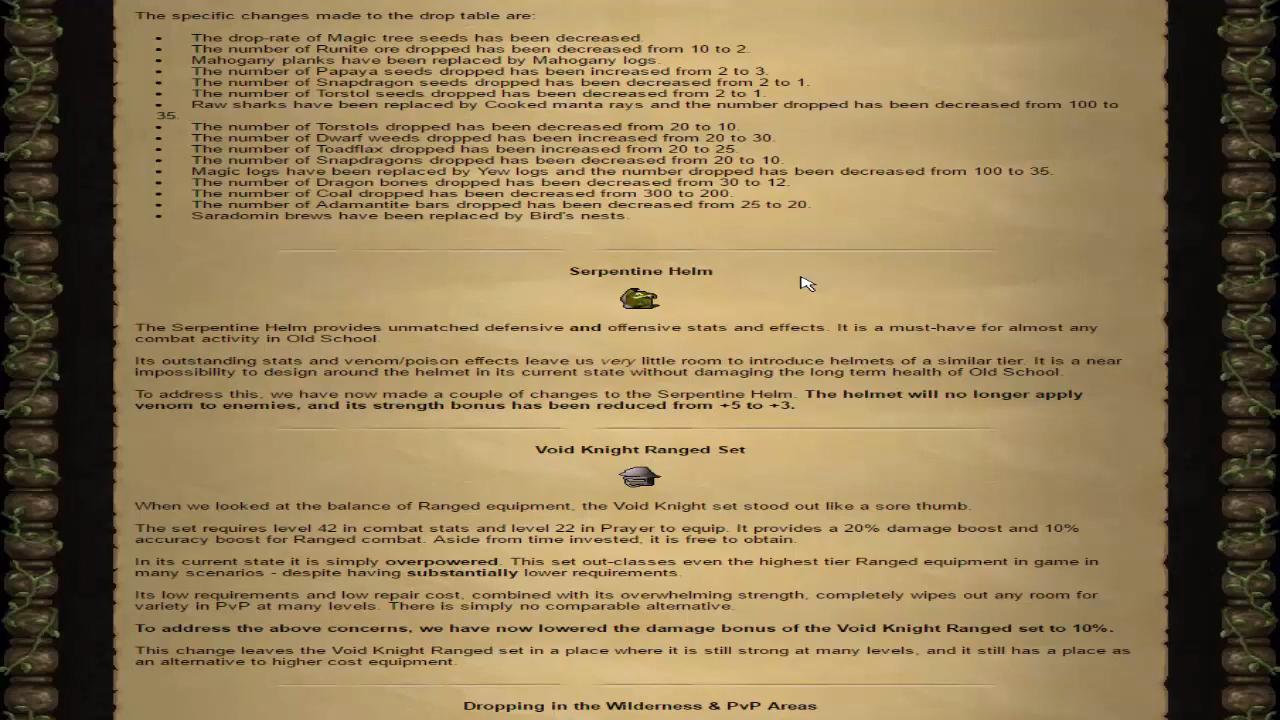 The specific changes made to the drop table are:
• The drop-rate of Magic tree seeds has been decreased.
• The number of Runite ore dropped has been decreased from 10 to 2.
• Mahogany planks have been replaced by Mahogany logs.
• The number of Papaya seeds dropped has been increased from 2 to 3.
• The number of Snapdragon seeds dropped has been decreased from 2 to 1.
• The number of Torstol seeds dropped has been decreased from 2 to 1.
• Raw sharks have been replaced by Cooked manta rays and the number dropped has been decreased from 100 to
35.
• The number of Torstols dropped has been decreased from 20 to 10.
• The number of Dwarf weeds dropped has been increased from 20 to 30.
• The number of Toadflax dropped has been increased from 20 to 25.
• The number of Snapdragons dropped has been decreased from 20 to 10.
• Magic logs have been replaced by Yew logs and the number dropped has been decreased from 100 to 35.
• The number of Dragon bones dropped has been decreased from 30 to 12.
• The number of Coal dropped has been decreased from 300 to 200.
• The number of Adamantite bars dropped has been decreased from 25 to 20.
• Saradomin brews have been replaced by Bird's nests.
Serpentine Helm
The Serpentine Helm provides unmatched defensive and offensive stats and effects. It is a must-have for almost any
combat activity in Old School.
Its outstanding stats and venom/poison effects leave us very little room to introduce helmets of a similar tier. It is a near
impossibility to design around the helmet in its current state without damaging the long term health of Old School.
To address this, we have now made a couple of changes to the Serpentine Helm. The helmet will no longer apply
venom to enemies, and its strength bonus has been reduced from +5 to +3.
Void Knight Ranged Set
When we looked at the balance of Ranged equipment, the Void Knight set stood out like a sore thumb.
The set requires level 42 in combat stats and level 22 in Prayer to equip. It provides a 20% damage boost and 10%
accuracy boost for Ranged combat. Aside from time invested, it is free to obtain.
In its current state it is simply overpowered. This set out-classes even the highest tier Ranged equipment in game in
many scenarios - despite having substantially lower requirements.
Its low requirements and low repair cost, combined with its overwhelming strength, completely wipes out any room for
variety in PvP at many levels. There is simply no comparable alternative.
To address the above concerns, we have now lowered the damage bonus of the Void Knight Ranged set to 10%.
This change leaves the Void Knight Ranged set in a place where it is still strong at many levels, and it still has a place as
an alternative to higher cost equipment.
Dropping in the Wilderness & PvP Areas